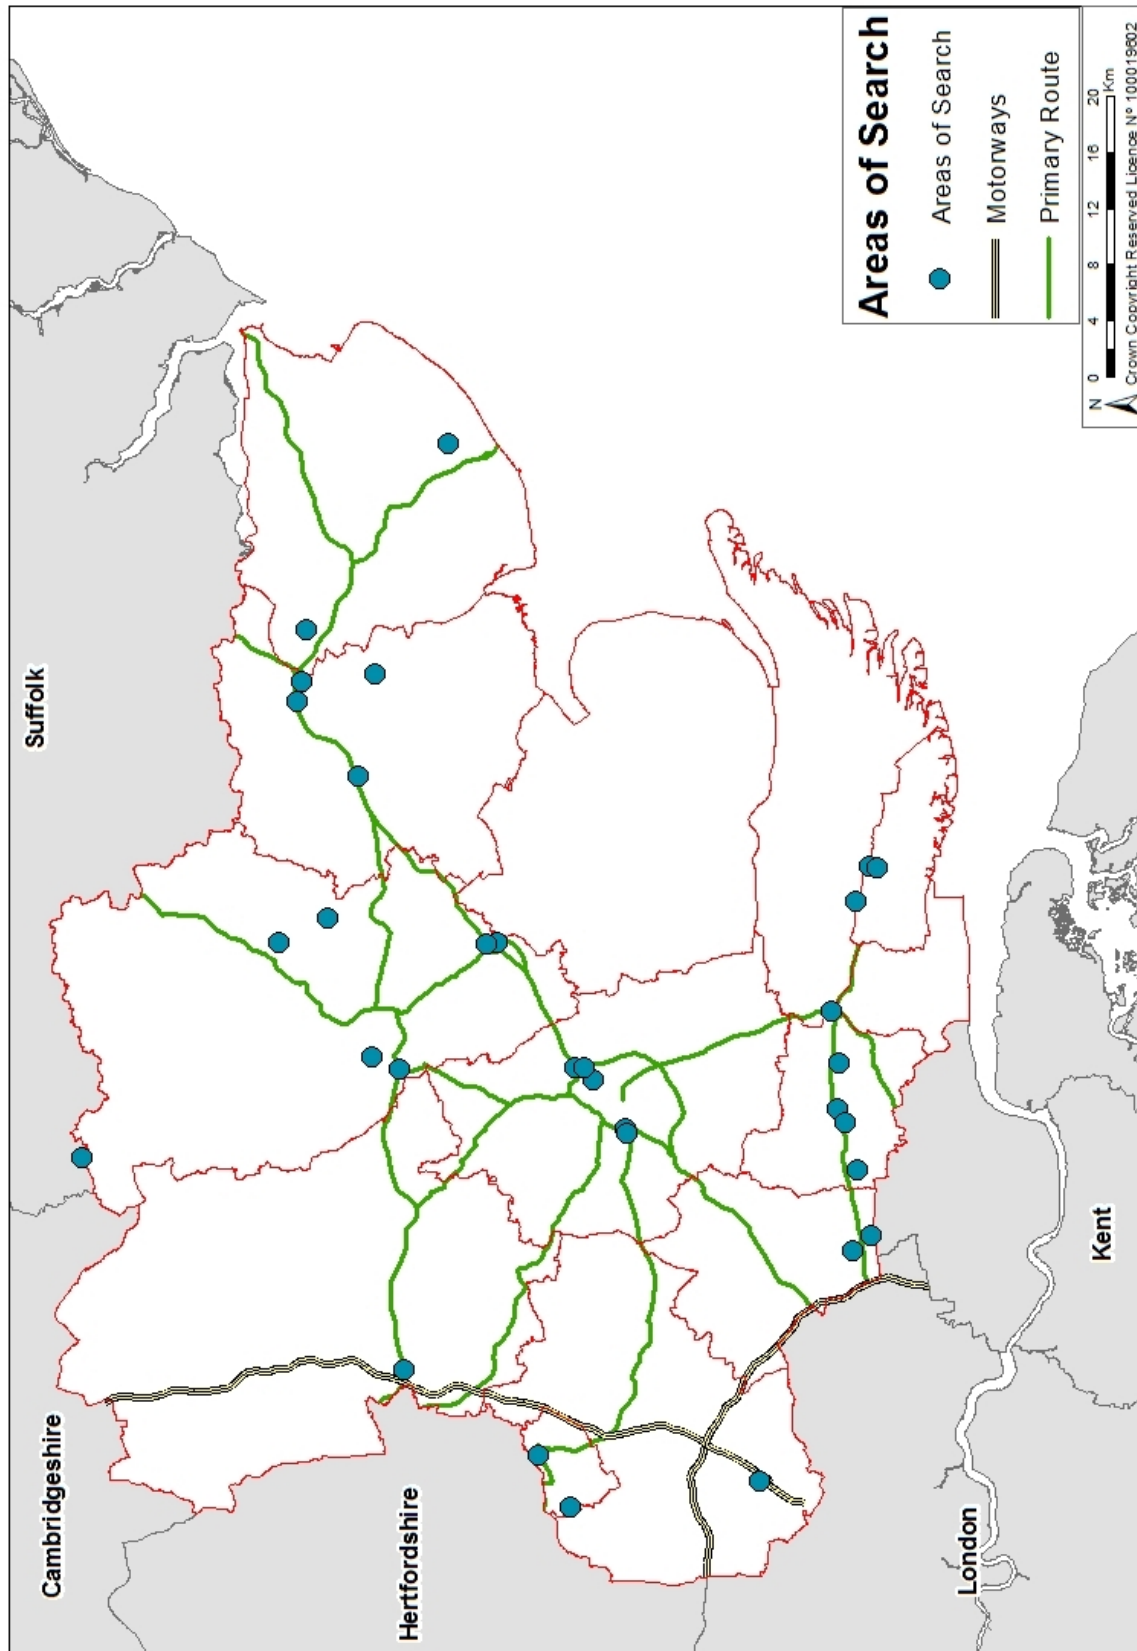 Cambridgeshire
Suffolk
Hertfordshire
London
Kent
Areas of Search
Areas of Search
Motorways
Primary Route
N
0 4 8 12 16 20
Km
Crown Copyright Reserved Licence Nº 100019602